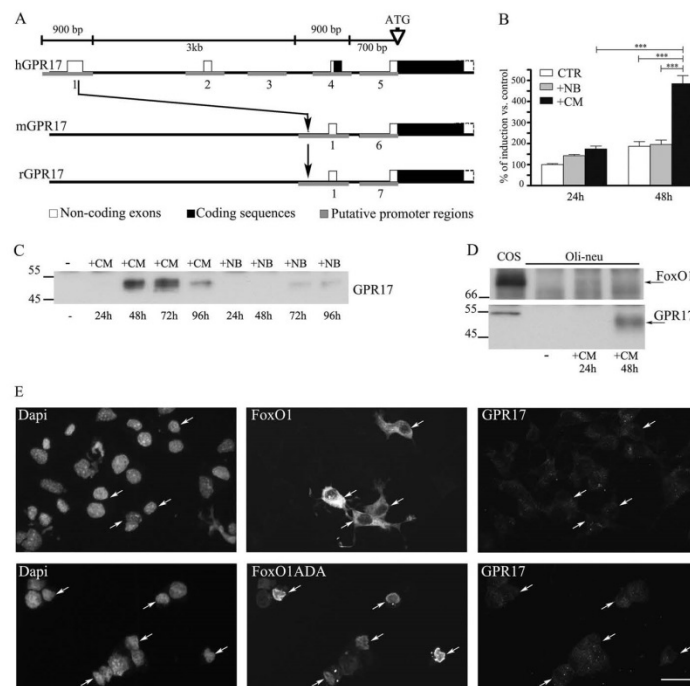 A
900 bp 3kb 900 bp 700 bp ATG
hGPR17
1 2 3 4 5
mGPR17
1 6
rGPR17
1 7
Non-coding exons Coding sequences Putative promoter regions
B
% of induction vs. control
500
400
300
200
100
0
CTR
+NB
+CM
***
***
***
24h 48h
C
- +CM +CM +CM +CM +NB +NB +NB +NB
55
45
GPR17
- 24h 48h 72h 96h 24h 48h 72h 96h
D
COS Oli-neu
FoxO1
66
55
GPR17
45
- +CM +CM
24h 48h
E
Dapi FoxO1 GPR17
Dapi FoxO1ADA GPR17